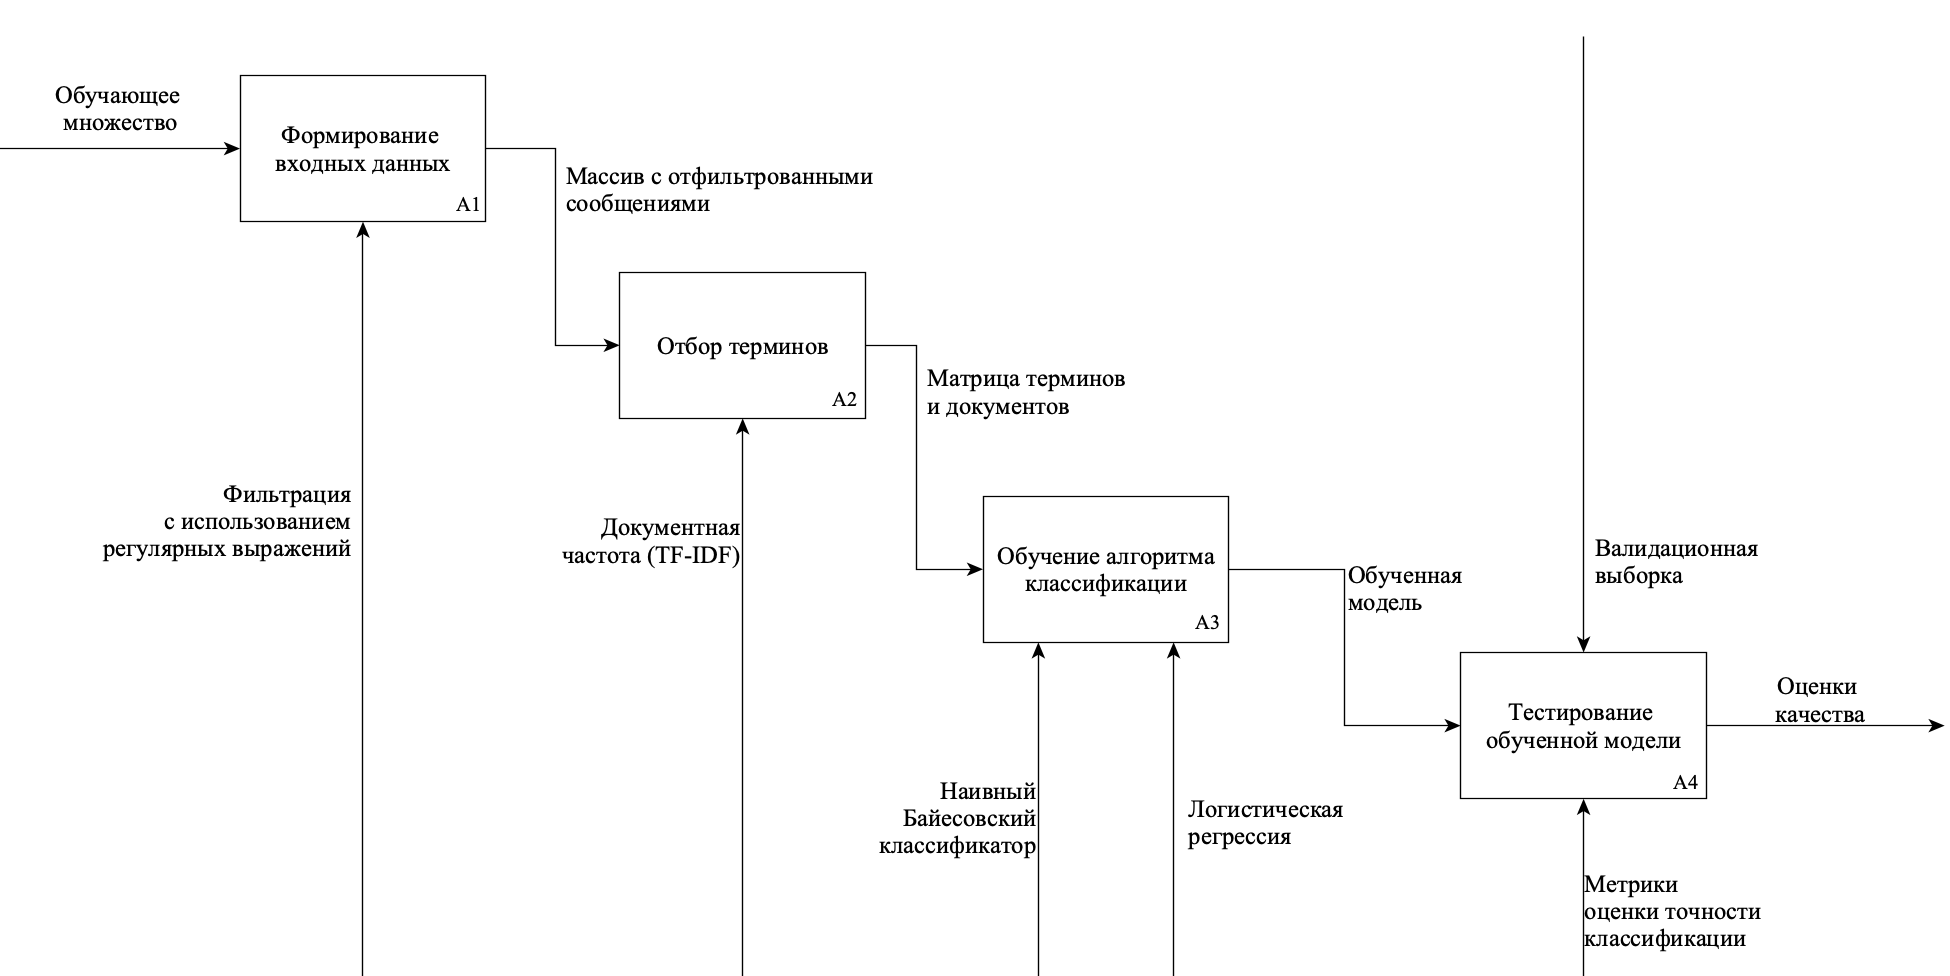 Обучающее
множество
Формирование
входных данных
A1
Массив с отфильтрованными
сообщениями
Отбор терминов
A2
Матрица терминов
и документов
Фильтрация
с использованием
регулярных выражений
Документная
частота (TF-IDF)
Обучение алгоритма
классификации
A3
Обученная
модель
Валидационная
выборка
Тестирование
обученной модели
A4
Оценки
качества
Наивный
Байесовский
классификатор
Логистическая
регрессия
Метрики
оценки точности
классификации